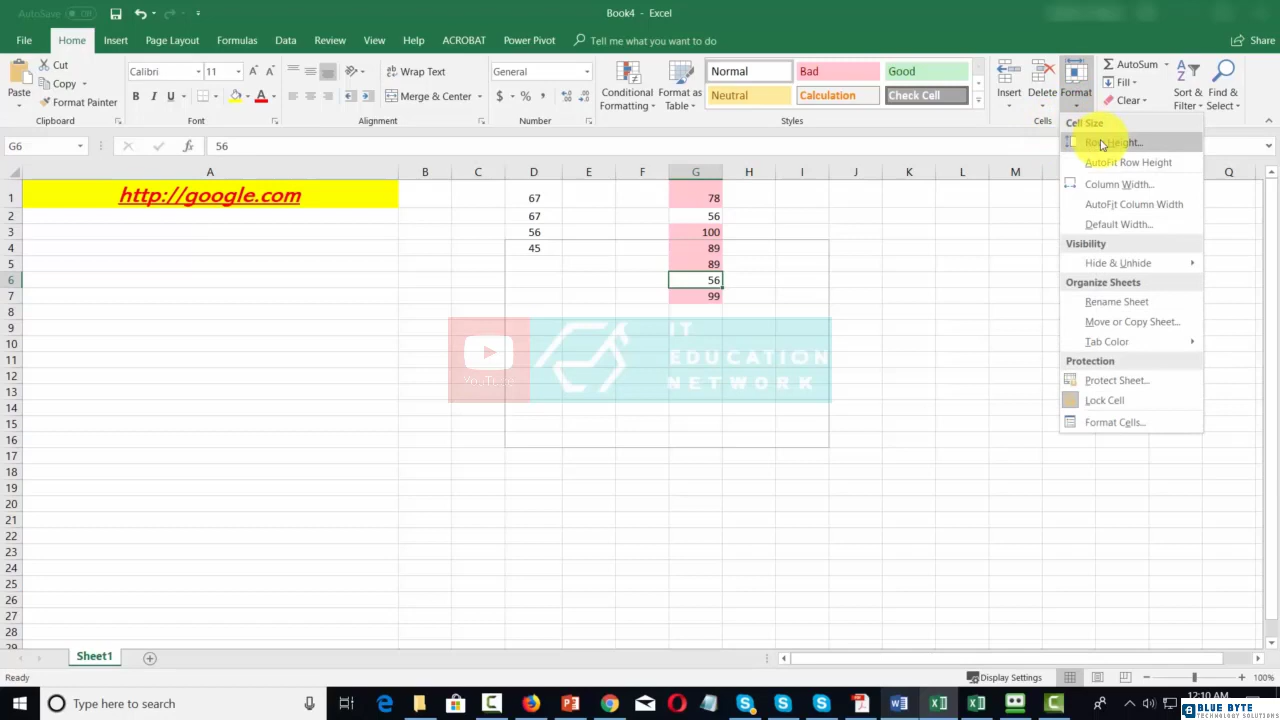 AutoSave Off
Book4 - Excel
File Home Insert Page Layout Formulas Data Review View Help ACROBAT Power Pivot Tell me what you want to do Share
Paste
Cut
Copy
Format Painter
Clipboard
Calibri 11
B I U
Font
Wrap Text
Merge & Center
Alignment
General
$ % ,
Number
Conditional Formatting
Format as Table
Normal Bad Good
Neutral Calculation Check Cell
Styles
Insert Delete Format
Cells
AutoSum
Fill
Clear
Sort & Filter
Find & Select
G6 fx 56
Cell Size
Row Height...
AutoFit Row Height
Column Width...
AutoFit Column Width
Default Width...
Visibility
Hide & Unhide
Organize Sheets
Rename Sheet
Move or Copy Sheet...
Tab Color
Protection
Protect Sheet...
Lock Cell
Format Cells...
A B C D E F G H I J K L M Q
1 http://google.com 67 78
2 67 56
3 56 100
4 45 89
5 89
6 56
7 99
8
9
10
11
12
13
14
15
16
17
18
19
20
21
22
23
24
25
26
27
28
29
YouTube
IT
EDUCATION
NETWORK
Sheet1
Display Settings 100%
Type here to search
12:10 AM
BLUE BYTE
TECHNOLOGY SOLUTIONS